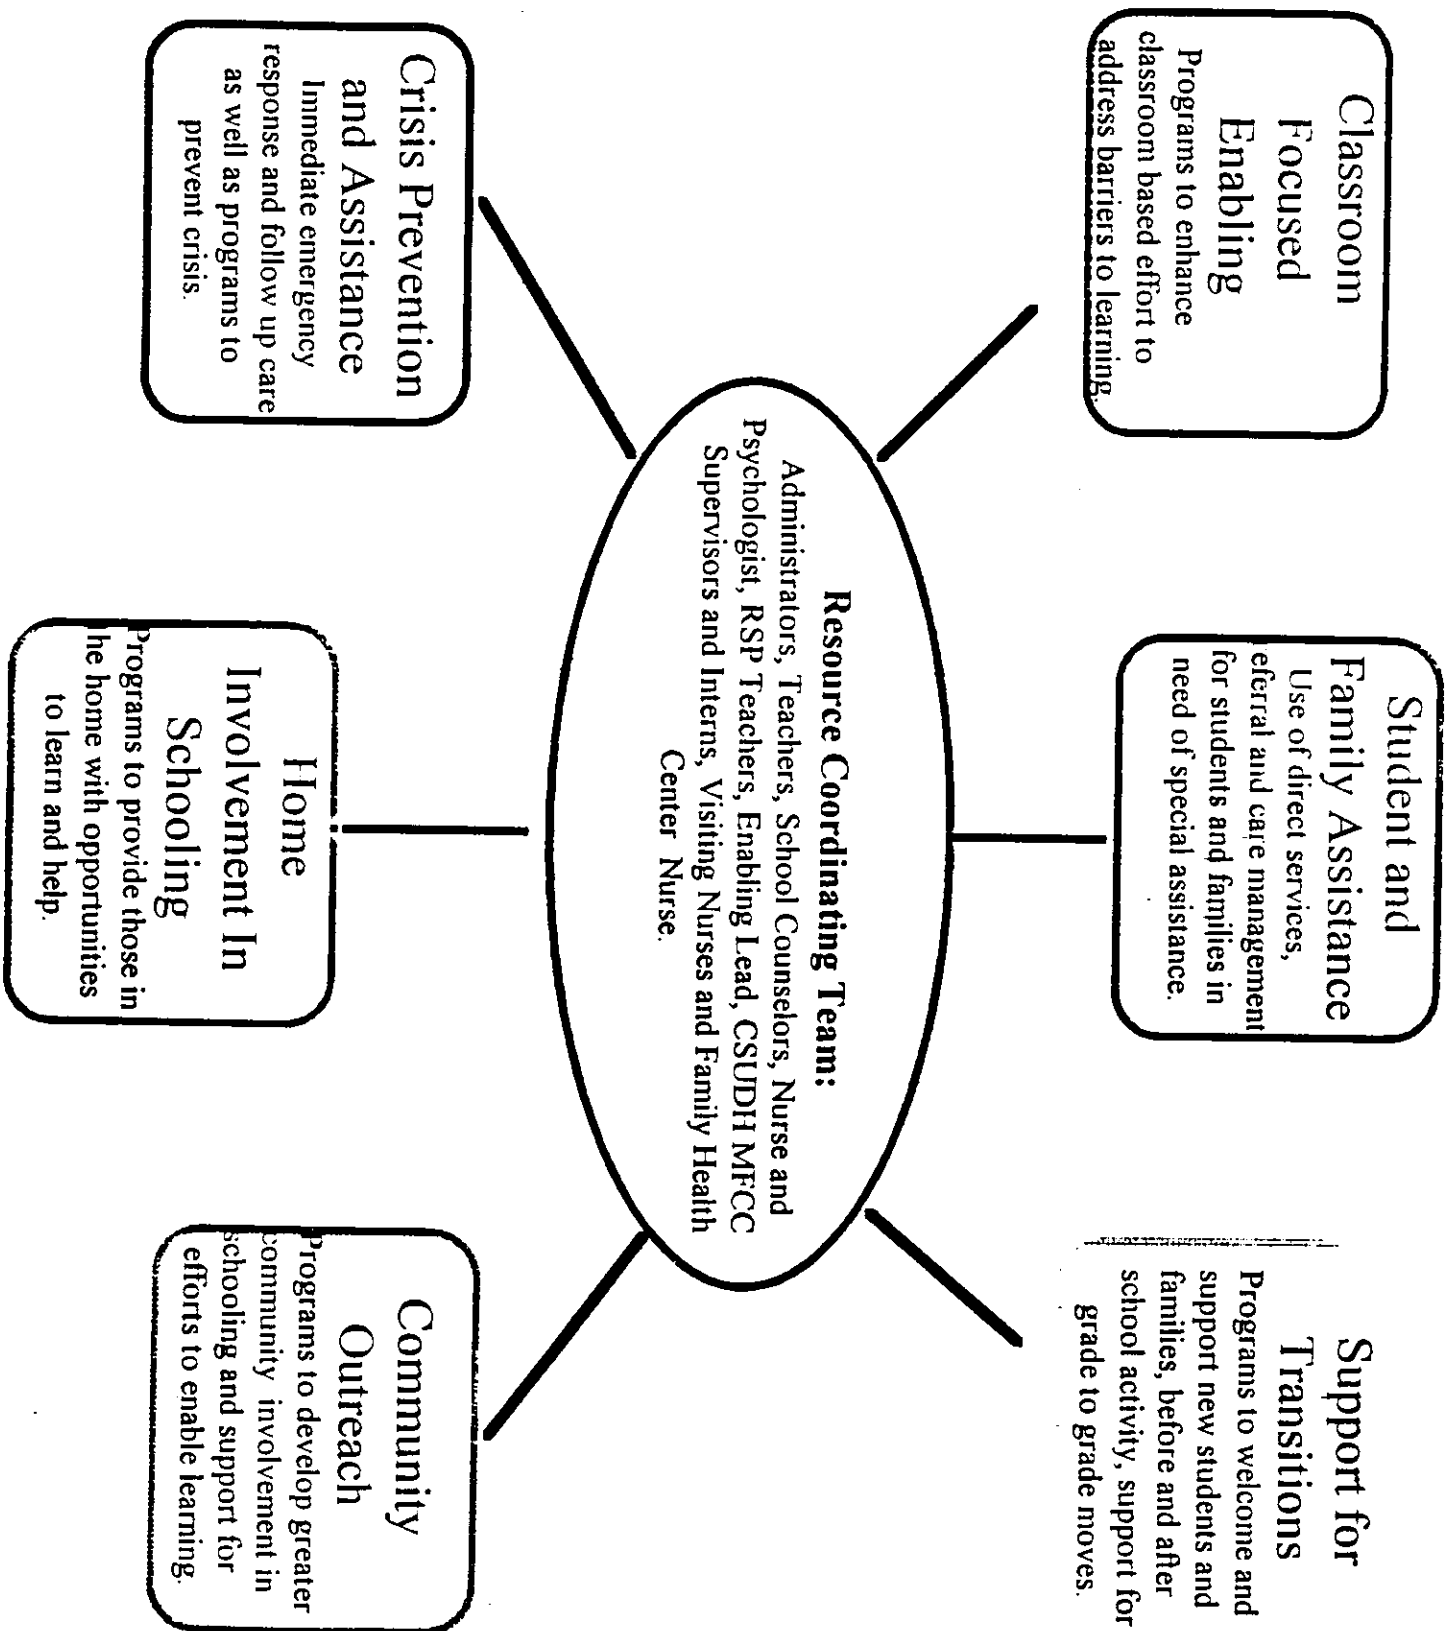 Classroom
Focused
Enabling
Programs to enhance
classroom based effort to
address barriers to learning.
Student and
Family Assistance
Use of direct services,
eferral and care management
for students and families in
need of special assistance.
Support for
Transitions
Programs to welcome and
support new students and
families, before and after
school activity, support for
grade to grade moves.
Resource Coordinating Team:
Administrators, Teachers, School Counselors, Nurse and
Psychologist, RSP Teachers, Enabling Lead, CSUDH MFCC
Supervisors and Interns, Visiting Nurses and Family Health
Center Nurse.
Crisis Prevention
and Assistance
Immediate emergency
response and follow up care
as well as programs to
prevent crisis.
Home
Involvement In
Schooling
Programs to provide those in
he home with opportunities
to learn and help.
Community
Outreach
Programs to develop greater
community involvement in
schooling and support for
efforts to enable learning.